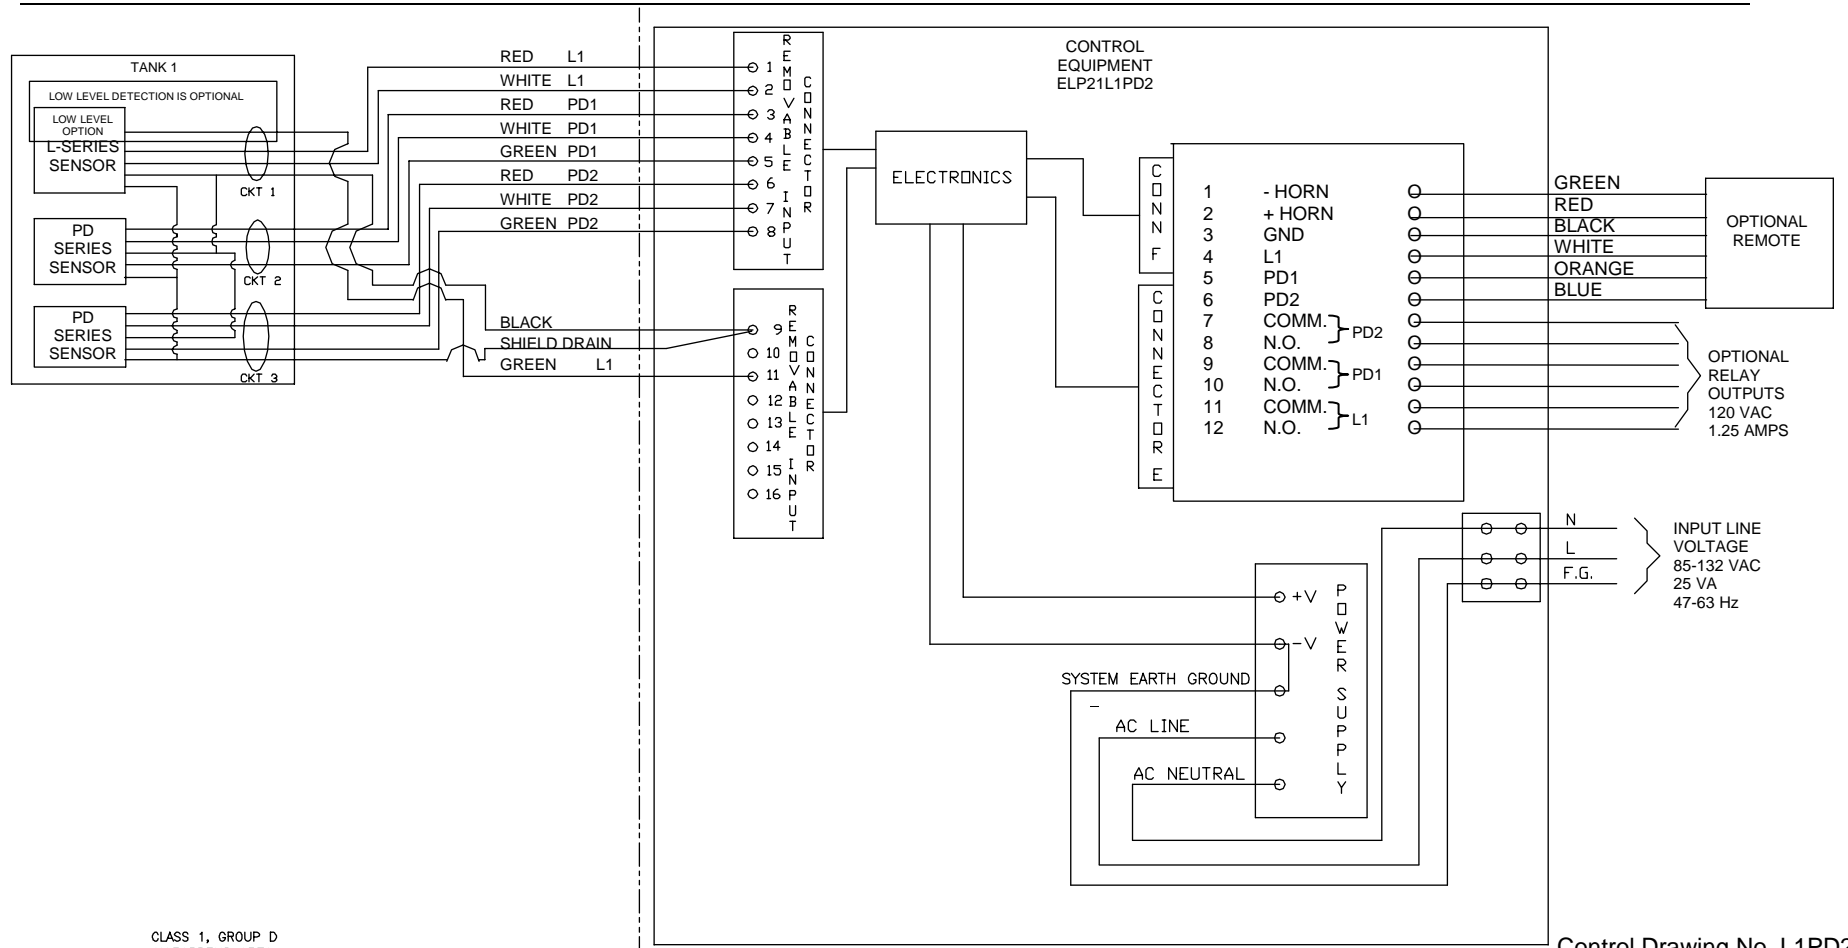 TANK 1
LOW LEVEL DETECTION IS OPTIONAL
LOW LEVEL
OPTION
L-SERIES
SENSOR
CKT 1
PD
SERIES
SENSOR
CKT 2
PD
SERIES
SENSOR
CKT 3
RED L1
WHITE L1
RED PD1
WHITE PD1
GREEN PD1
RED PD2
WHITE PD2
GREEN PD2
BLACK
SHIELD DRAIN
GREEN L1
1
2
3
4
5
6
7
8
REMOVABLE INPUT
CONNECTOR
9
10
11
12
13
14
15
16
REMOVABLE INPUT
CONNECTOR
CONTROL
EQUIPMENT
ELP21L1PD2
ELECTRONICS
CONN F
CONNECTOR E
1 - HORN
2 + HORN
3 GND
4 L1
5 PD1
6 PD2
7 COMM.
8 N.O.
PD2
9 COMM.
10 N.O.
PD1
11 COMM.
12 N.O.
L1
GREEN
RED
BLACK
WHITE
ORANGE
BLUE
OPTIONAL
REMOTE
OPTIONAL
RELAY
OUTPUTS
120 VAC
1.25 AMPS
N
L
F.G.
INPUT LINE
VOLTAGE
85-132 VAC
25 VA
47-63 Hz
+V
-V
POWER SUPPLY
SYSTEM EARTH GROUND
AC LINE
AC NEUTRAL
CLASS 1, GROUP D
Control Drawing No. L1PD2